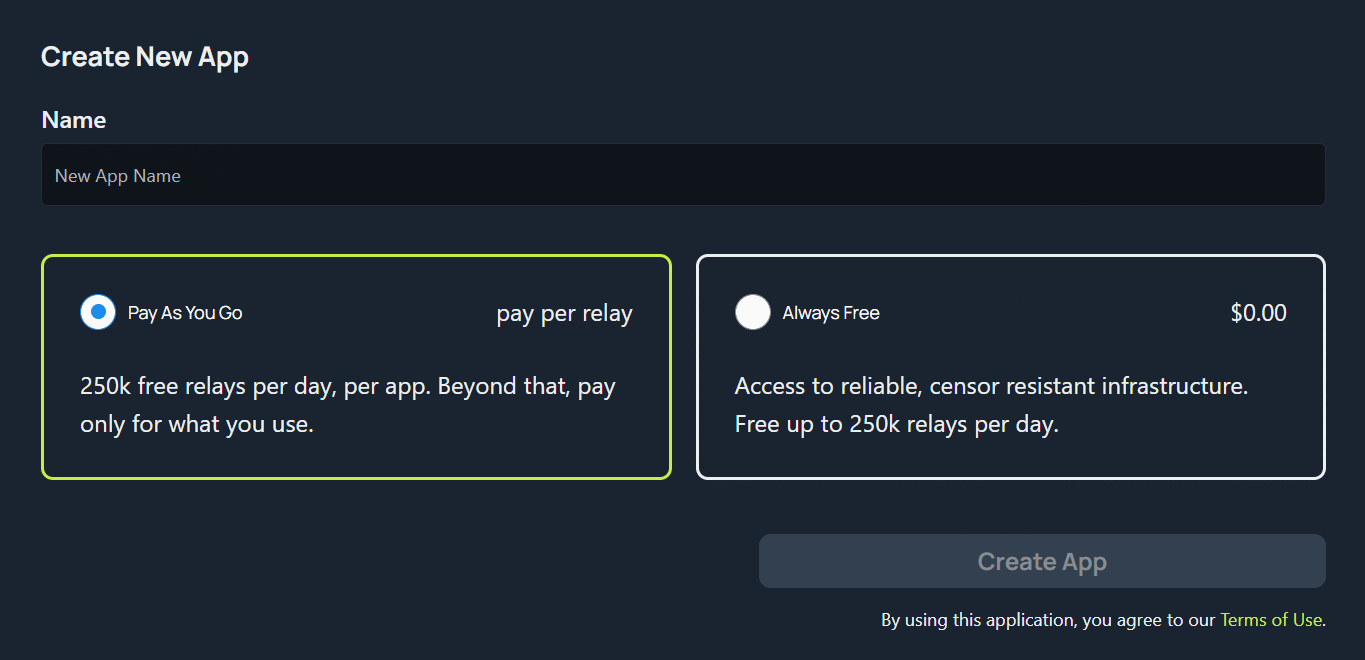 Create New App
Name
New App Name
Pay As You Go
pay per relay
250k free relays per day, per app. Beyond that, pay
only for what you use.
Always Free
$0.00
Access to reliable, censor resistant infrastructure.
Free up to 250k relays per day.
Create App
By using this application, you agree to our Terms of Use.